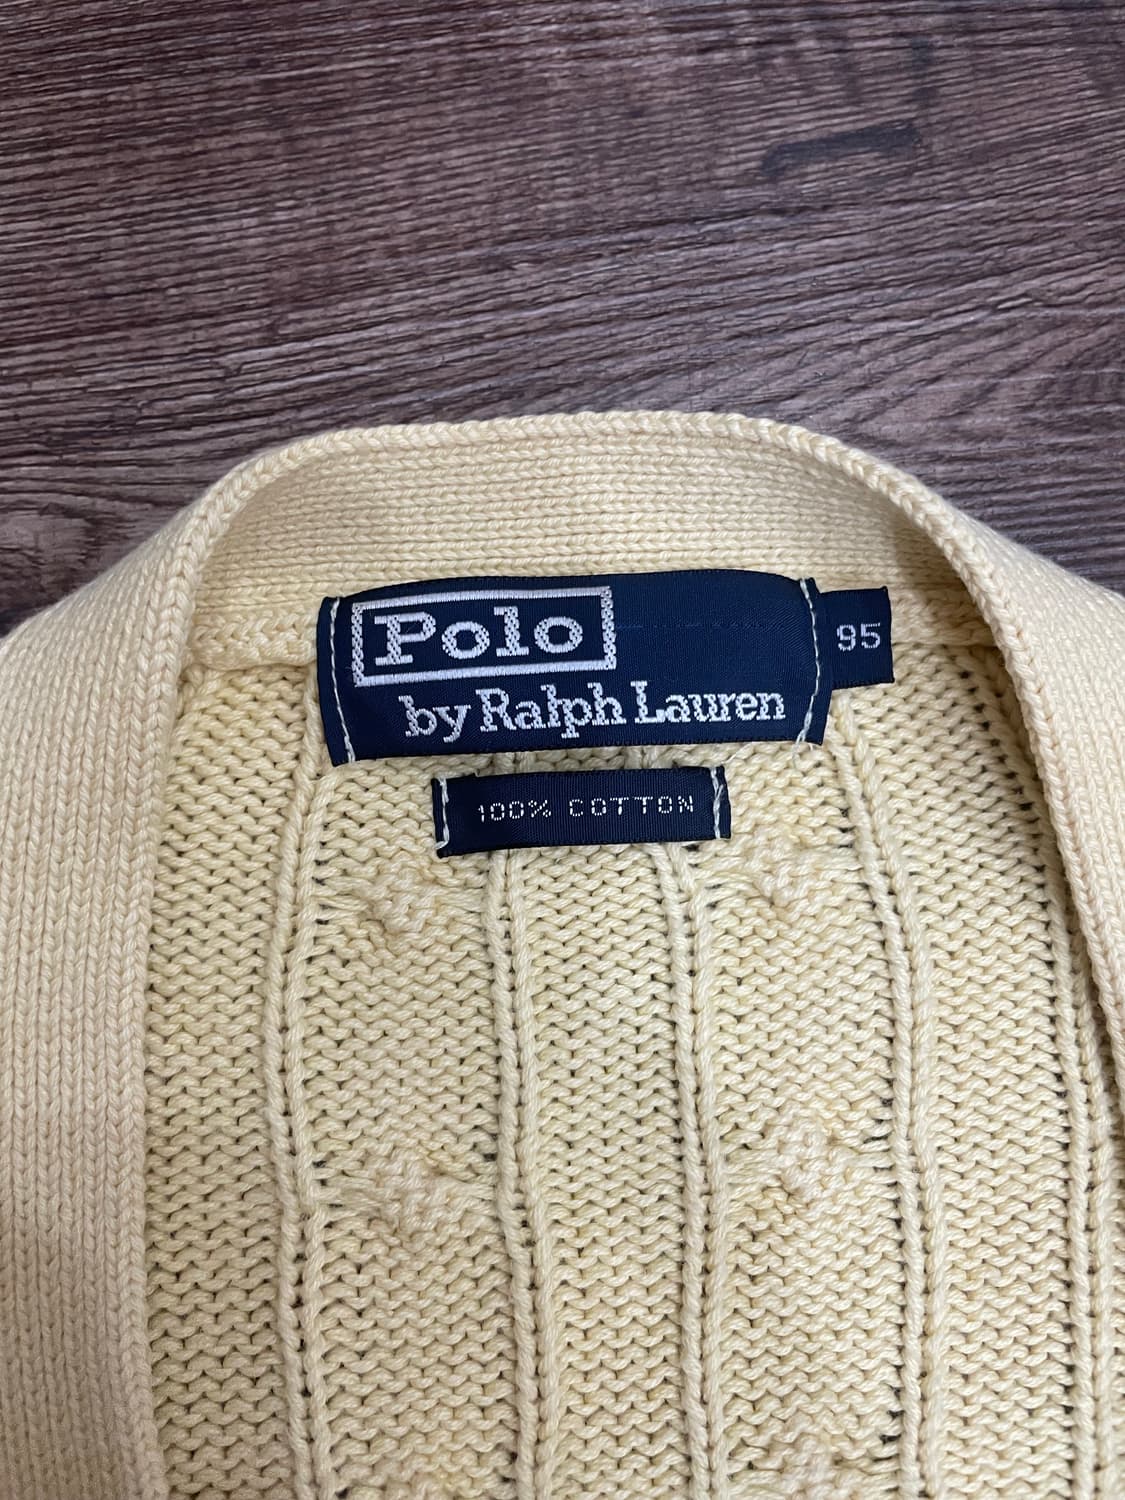 Polo
by Ralph Lauren
95
100% COTTON